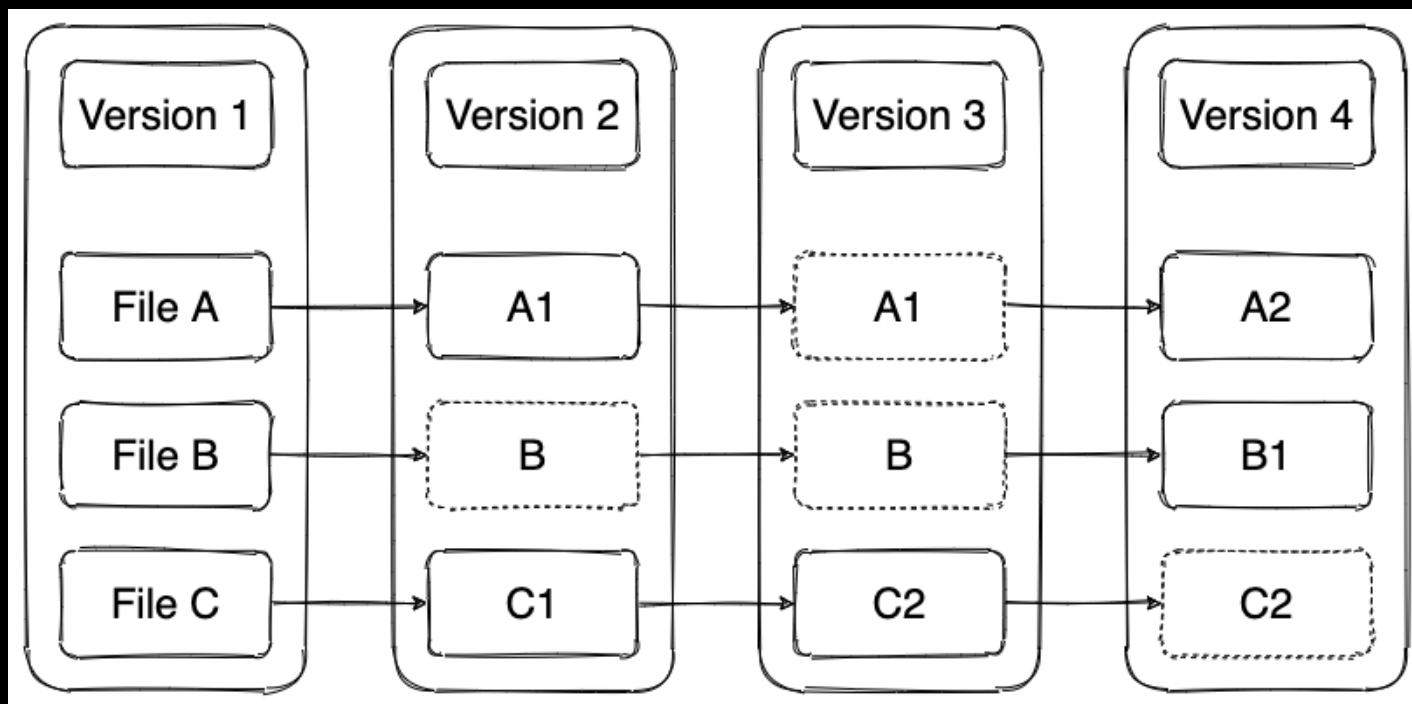 Version 1
Version 2
Version 3
Version 4
File A
A1
A1
A2
File B
B
B
B1
File C
C1
C2
C2